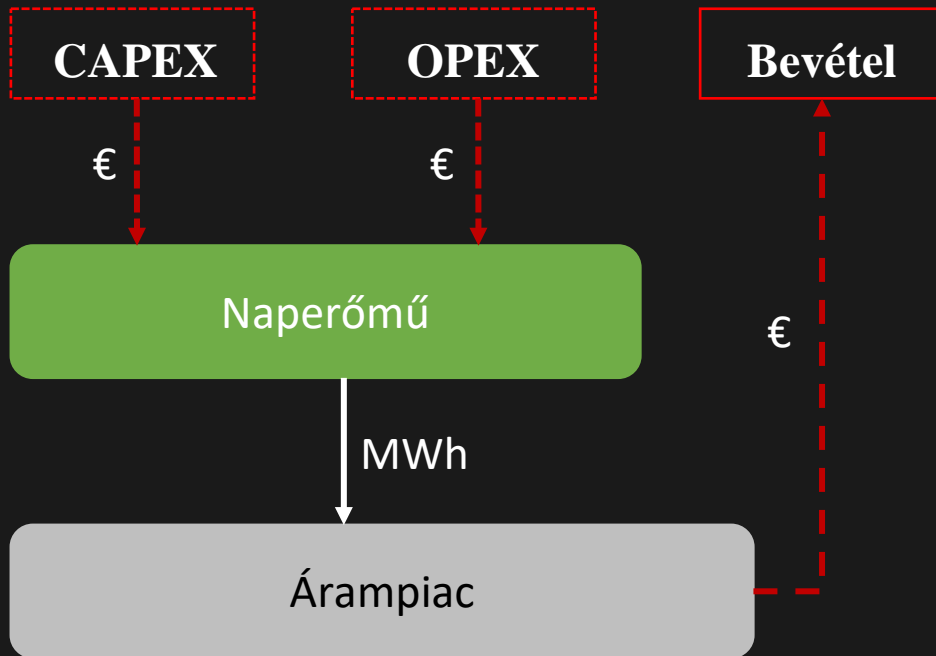 CAPEX
OPEX
Bevétel
€
€
Naperőmű
€
MWh
Árampiac